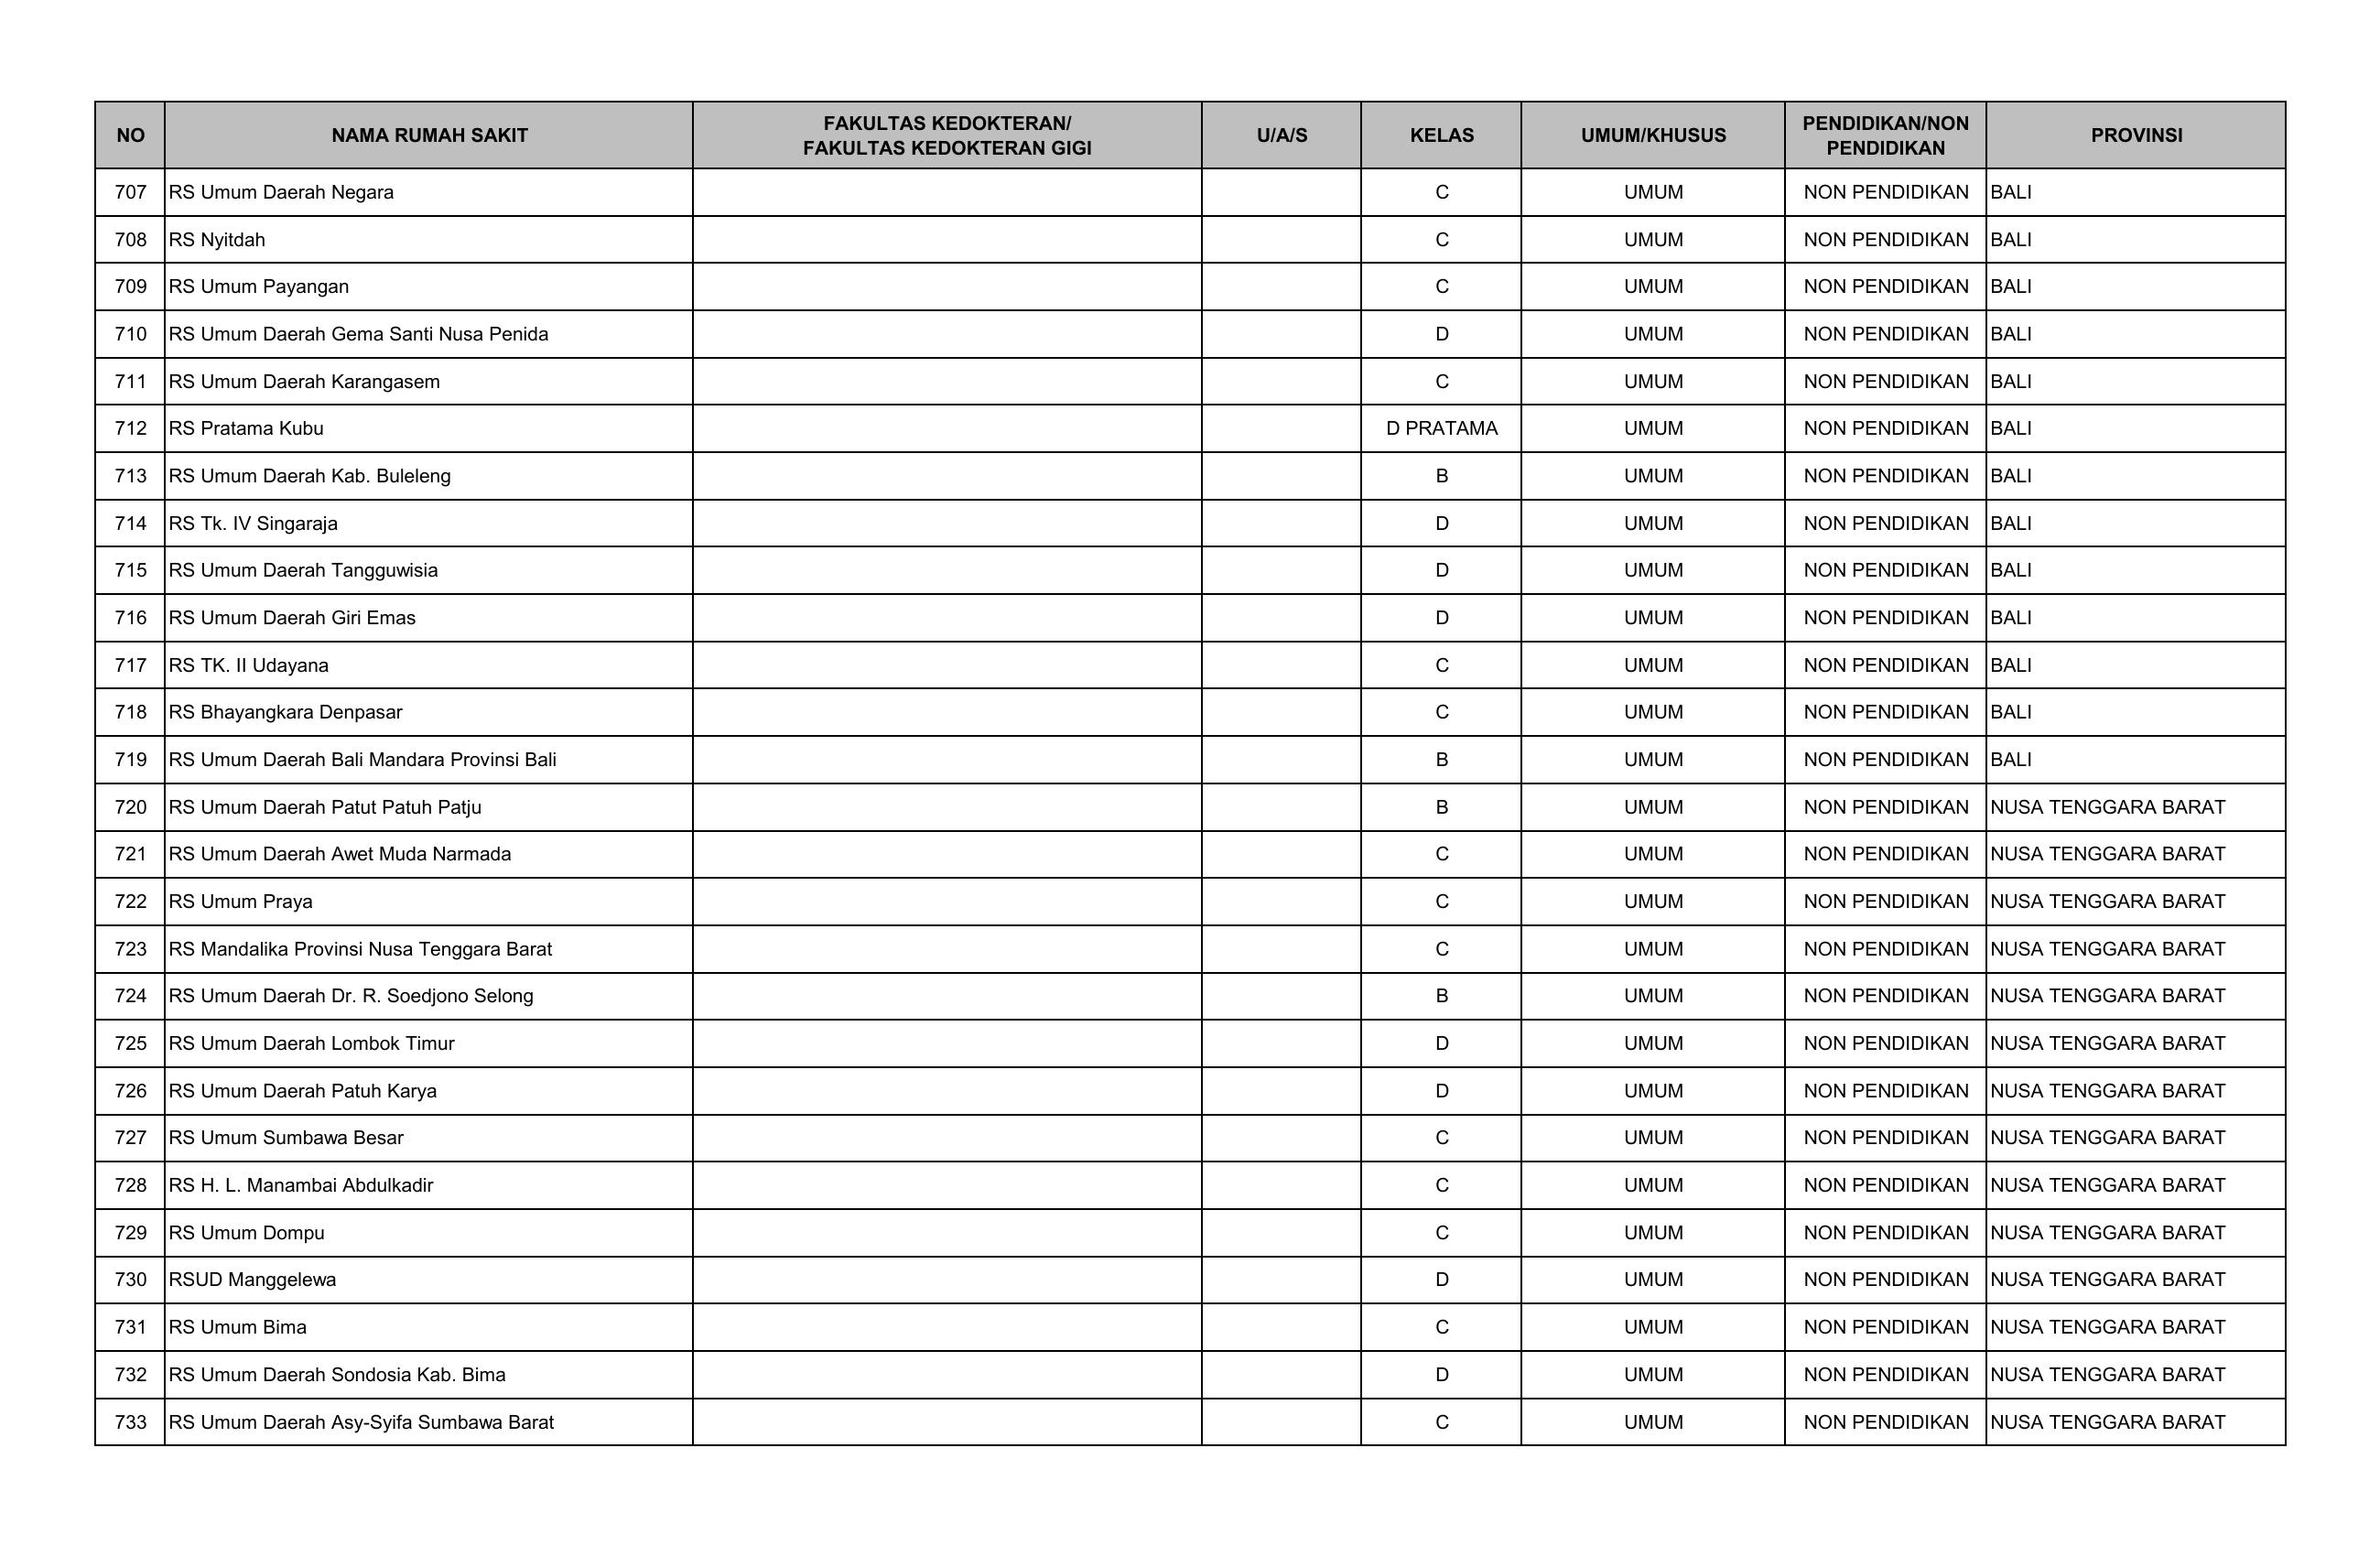 NO NAMA RUMAH SAKIT FAKULTAS KEDOKTERAN/ FAKULTAS KEDOKTERAN GIGI U/A/S KELAS UMUM/KHUSUS PENDIDIKAN/NON PENDIDIKAN PROVINSI
707 RS Umum Daerah Negara C UMUM NON PENDIDIKAN BALI
708 RS Nyitdah C UMUM NON PENDIDIKAN BALI
709 RS Umum Payangan C UMUM NON PENDIDIKAN BALI
710 RS Umum Daerah Gema Santi Nusa Penida D UMUM NON PENDIDIKAN BALI
711 RS Umum Daerah Karangasem C UMUM NON PENDIDIKAN BALI
712 RS Pratama Kubu D PRATAMA UMUM NON PENDIDIKAN BALI
713 RS Umum Daerah Kab. Buleleng B UMUM NON PENDIDIKAN BALI
714 RS Tk. IV Singaraja D UMUM NON PENDIDIKAN BALI
715 RS Umum Daerah Tangguwisia D UMUM NON PENDIDIKAN BALI
716 RS Umum Daerah Giri Emas D UMUM NON PENDIDIKAN BALI
717 RS TK. II Udayana C UMUM NON PENDIDIKAN BALI
718 RS Bhayangkara Denpasar C UMUM NON PENDIDIKAN BALI
719 RS Umum Daerah Bali Mandara Provinsi Bali B UMUM NON PENDIDIKAN BALI
720 RS Umum Daerah Patut Patuh Patju B UMUM NON PENDIDIKAN NUSA TENGGARA BARAT
721 RS Umum Daerah Awet Muda Narmada C UMUM NON PENDIDIKAN NUSA TENGGARA BARAT
722 RS Umum Praya C UMUM NON PENDIDIKAN NUSA TENGGARA BARAT
723 RS Mandalika Provinsi Nusa Tenggara Barat C UMUM NON PENDIDIKAN NUSA TENGGARA BARAT
724 RS Umum Daerah Dr. R. Soedjono Selong B UMUM NON PENDIDIKAN NUSA TENGGARA BARAT
725 RS Umum Daerah Lombok Timur D UMUM NON PENDIDIKAN NUSA TENGGARA BARAT
726 RS Umum Daerah Patuh Karya D UMUM NON PENDIDIKAN NUSA TENGGARA BARAT
727 RS Umum Sumbawa Besar C UMUM NON PENDIDIKAN NUSA TENGGARA BARAT
728 RS H. L. Manambai Abdulkadir C UMUM NON PENDIDIKAN NUSA TENGGARA BARAT
729 RS Umum Dompu C UMUM NON PENDIDIKAN NUSA TENGGARA BARAT
730 RSUD Manggelewa D UMUM NON PENDIDIKAN NUSA TENGGARA BARAT
731 RS Umum Bima C UMUM NON PENDIDIKAN NUSA TENGGARA BARAT
732 RS Umum Daerah Sondosia Kab. Bima D UMUM NON PENDIDIKAN NUSA TENGGARA BARAT
733 RS Umum Daerah Asy-Syifa Sumbawa Barat C UMUM NON PENDIDIKAN NUSA TENGGARA BARAT